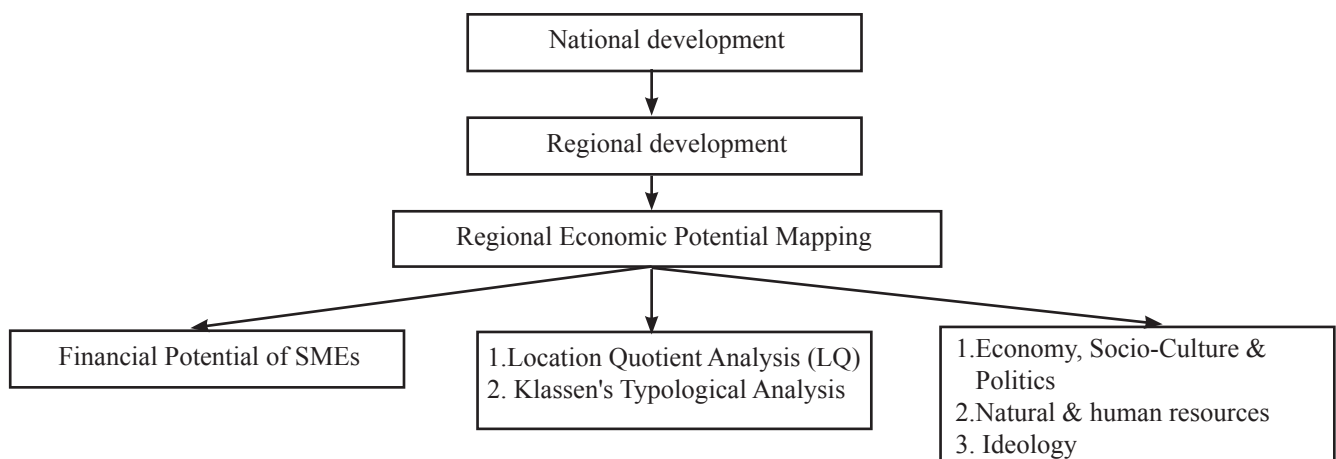 National development
Regional development
Regional Economic Potential Mapping
Financial Potential of SMEs
1.Location Quotient Analysis (LQ)
2. Klassen's Typological Analysis
1.Economy, Socio-Culture &
Politics
2.Natural & human resources
3. Ideology